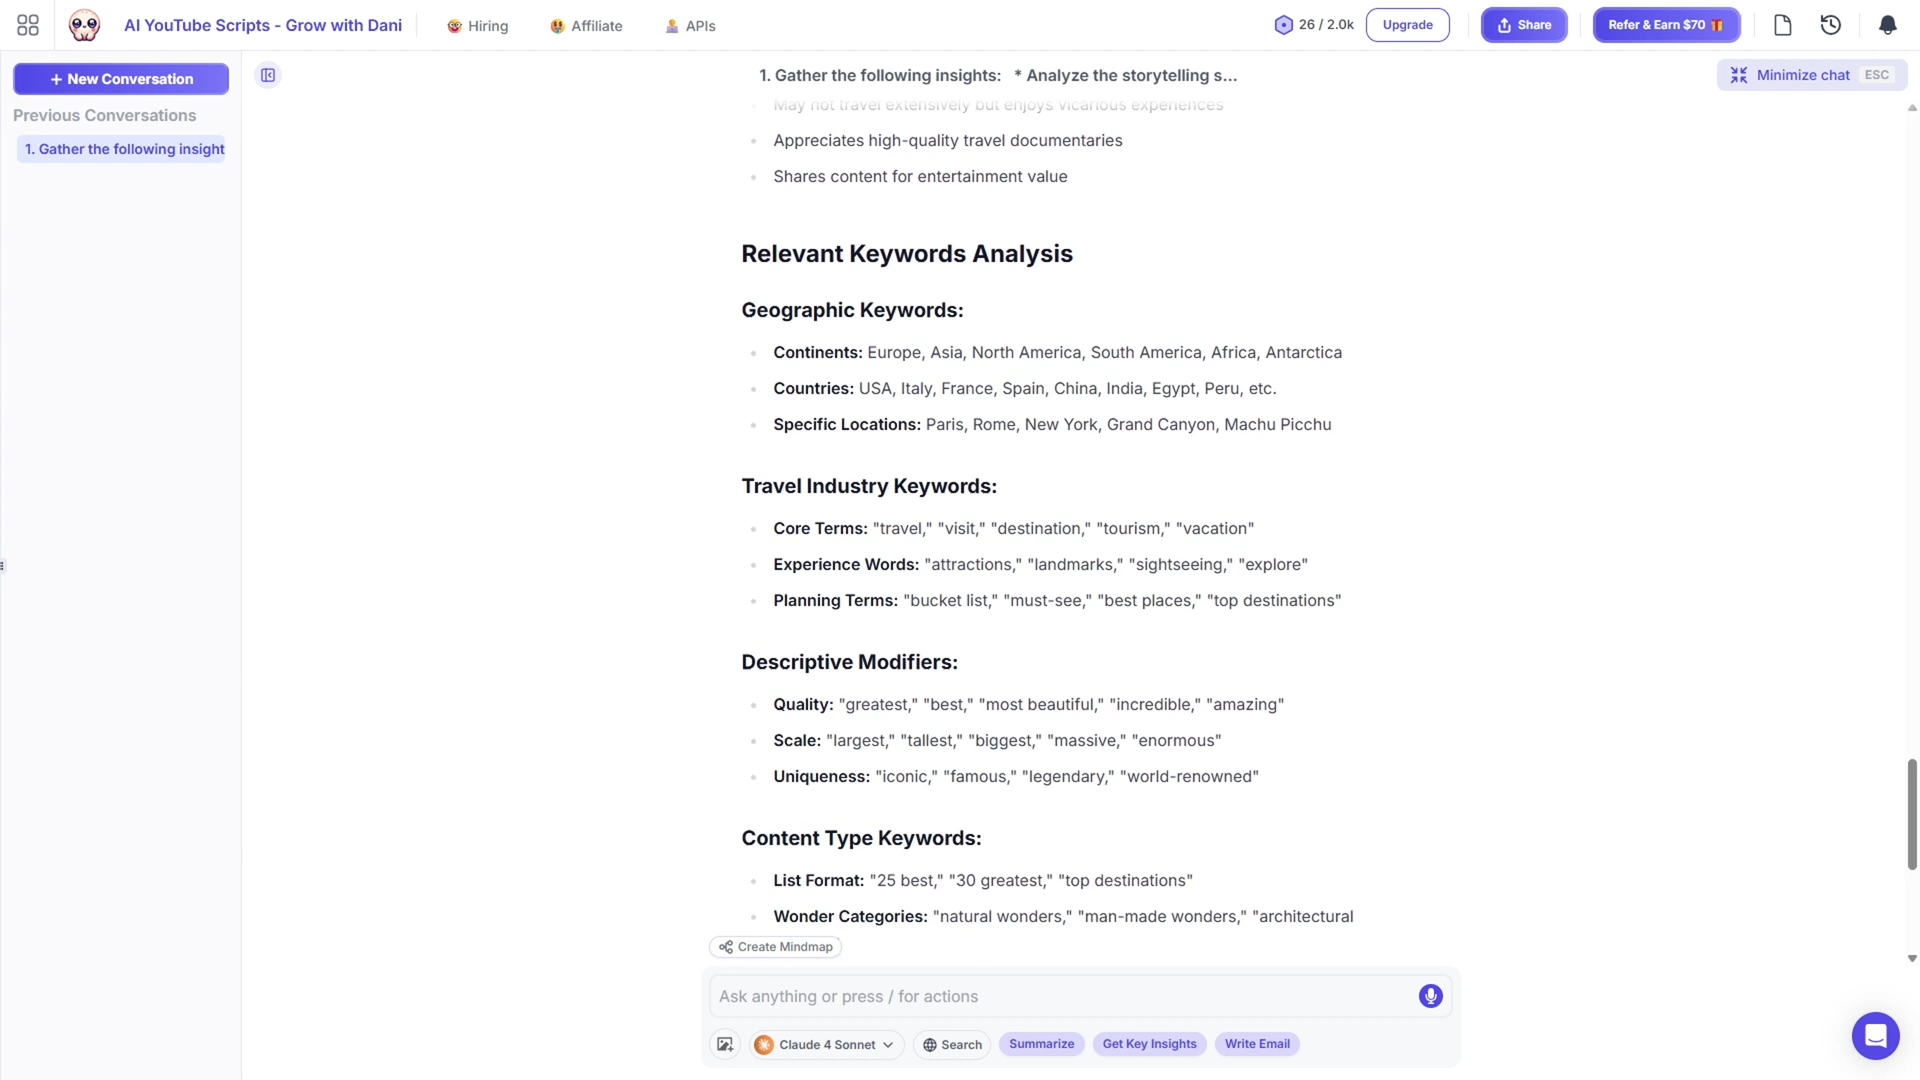 AI YouTube Scripts - Grow with Dani
Hiring
Affiliate
APIs
26 / 2.0k
Upgrade
Share
Refer & Earn $70
+ New Conversation
Previous Conversations
1. Gather the following insight
1. Gather the following insights:   * Analyze the storytelling s...
Minimize chat ESC
May not travel extensively but enjoys vicarious experiences
Appreciates high-quality travel documentaries
Shares content for entertainment value
Relevant Keywords Analysis
Geographic Keywords:
Continents: Europe, Asia, North America, South America, Africa, Antarctica
Countries: USA, Italy, France, Spain, China, India, Egypt, Peru, etc.
Specific Locations: Paris, Rome, New York, Grand Canyon, Machu Picchu
Travel Industry Keywords:
Core Terms: "travel," "visit," "destination," "tourism," "vacation"
Experience Words: "attractions," "landmarks," "sightseeing," "explore"
Planning Terms: "bucket list," "must-see," "best places," "top destinations"
Descriptive Modifiers:
Quality: "greatest," "best," "most beautiful," "incredible," "amazing"
Scale: "largest," "tallest," "biggest," "massive," "enormous"
Uniqueness: "iconic," "famous," "legendary," "world-renowned"
Content Type Keywords:
List Format: "25 best," "30 greatest," "top destinations"
Wonder Categories: "natural wonders," "man-made wonders," "architectural
Create Mindmap
Ask anything or press / for actions
Claude 4 Sonnet
Search
Summarize
Get Key Insights
Write Email